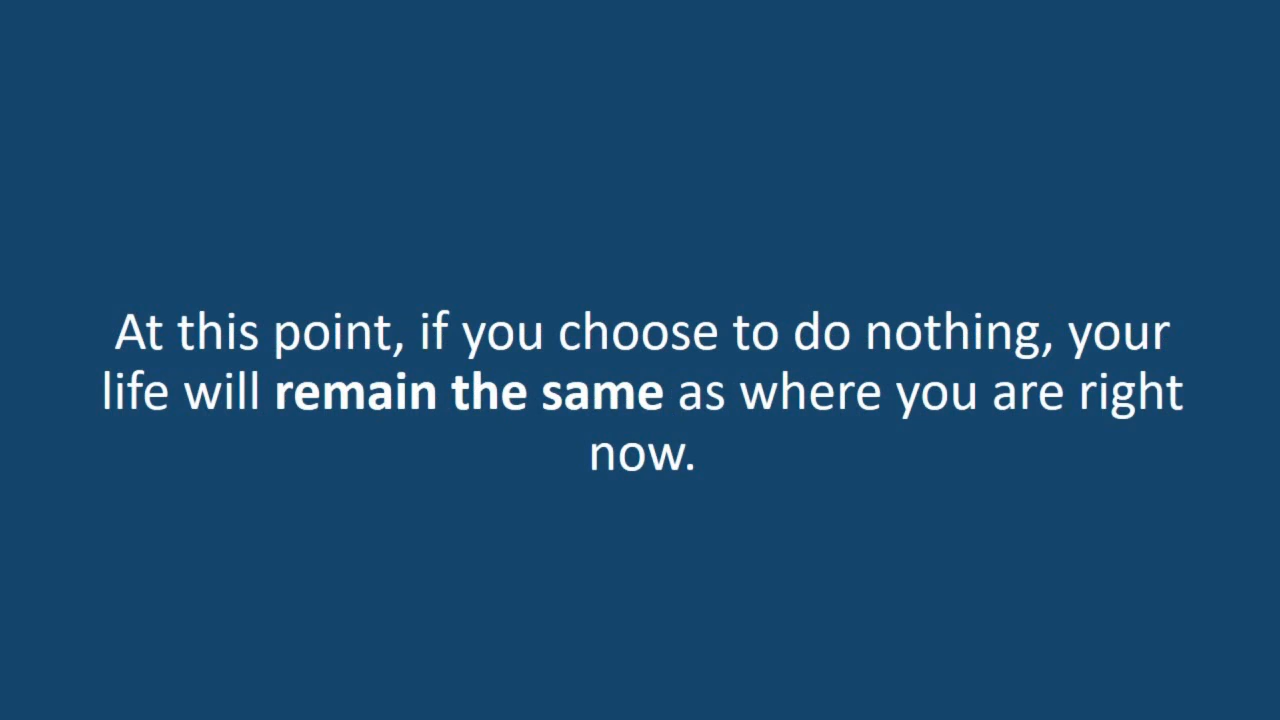 At this point, if you choose to do nothing, your
life will remain the same as where you are right
now.